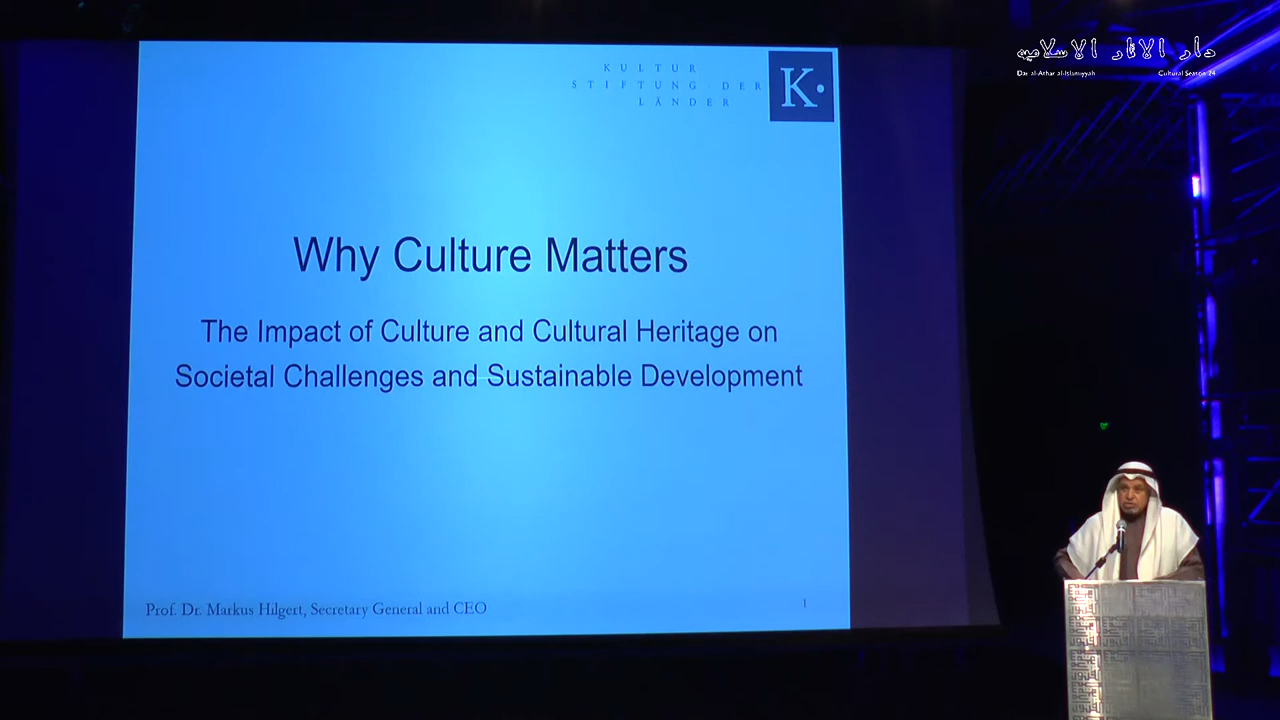 KULTUR
STIFTUNG · DER
LÄNDER
K·
Why Culture Matters
The Impact of Culture and Cultural Heritage on
Societal Challenges and Sustainable Development
Prof. Dr. Markus Hilgert, Secretary General and CEO
1
دار الآثار الاسلاميه
Dar al-Athar al-Islamiyyah
Cultural Season 24